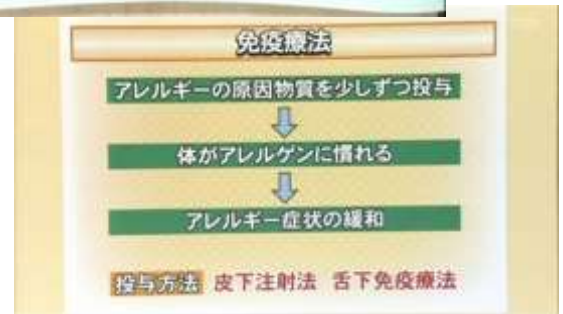 免疫療法
アレルギーの原因物質を少しずつ投与
体がアレルゲンに慣れる
アレルギー症状の緩和
投与方法 皮下注射法 舌下免疫療法